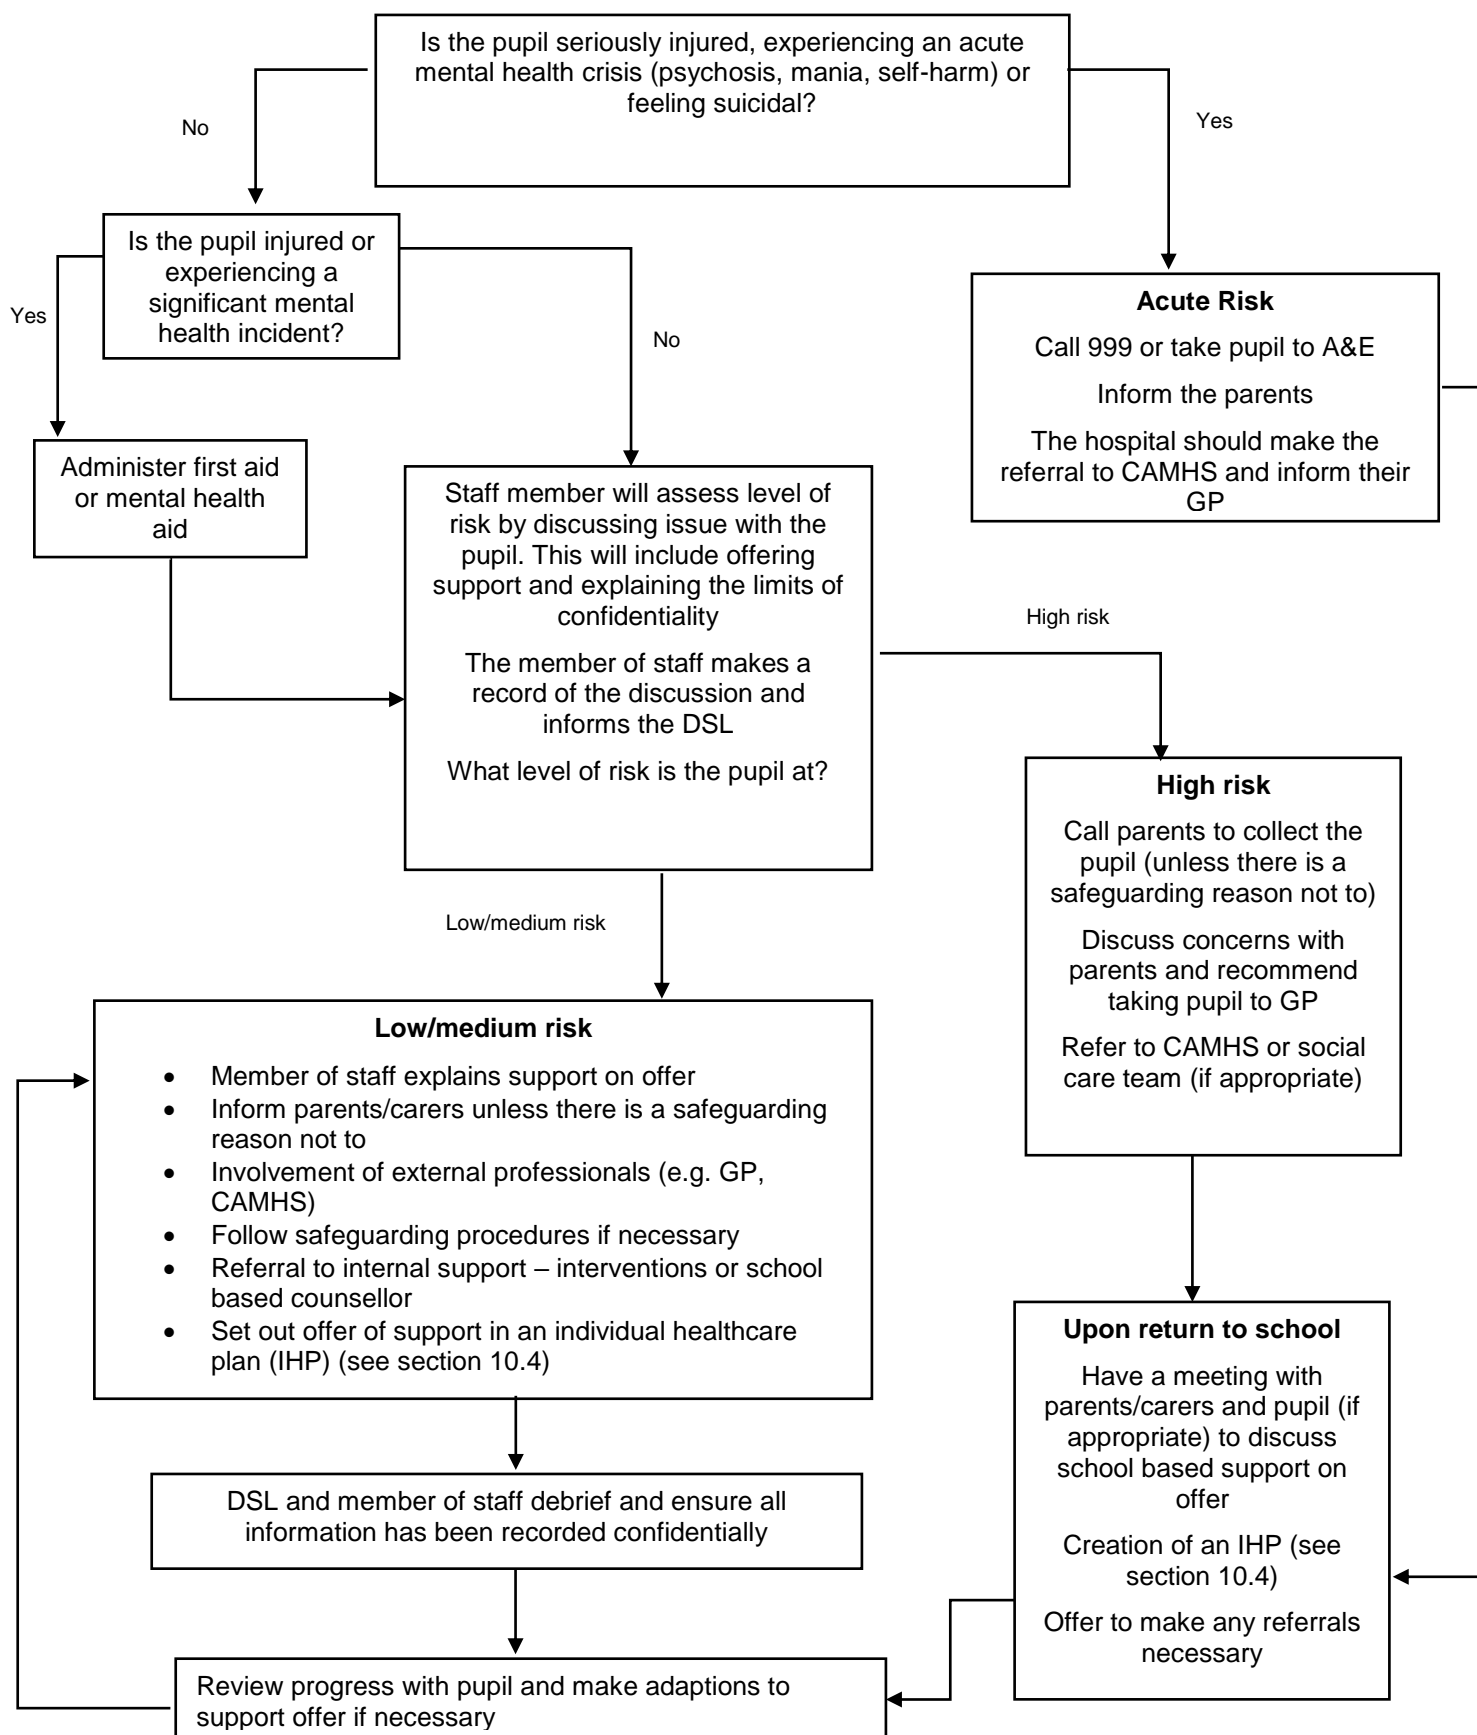 Is the pupil seriously injured, experiencing an acute
mental health crisis (psychosis, mania, self-harm) or
feeling suicidal?
No
Yes
Is the pupil injured or
experiencing a
significant mental
health incident?
Yes
No
Acute Risk
Call 999 or take pupil to A&E
Inform the parents
The hospital should make the
referral to CAMHS and inform their
GP
Administer first aid
or mental health
aid
Staff member will assess level of
risk by discussing issue with the
pupil. This will include offering
support and explaining the limits of
confidentiality
The member of staff makes a
record of the discussion and
informs the DSL
What level of risk is the pupil at?
High risk
High risk
Call parents to collect the
pupil (unless there is a
safeguarding reason not to)
Discuss concerns with
parents and recommend
taking pupil to GP
Refer to CAMHS or social
care team (if appropriate)
Low/medium risk
Low/medium risk
• Member of staff explains support on offer
• Inform parents/carers unless there is a safeguarding
reason not to
• Involvement of external professionals (e.g. GP,
CAMHS)
• Follow safeguarding procedures if necessary
• Referral to internal support – interventions or school
based counsellor
• Set out offer of support in an individual healthcare
plan (IHP) (see section 10.4)
Upon return to school
Have a meeting with
parents/carers and pupil (if
appropriate) to discuss
school based support on
offer
Creation of an IHP (see
section 10.4)
Offer to make any referrals
necessary
DSL and member of staff debrief and ensure all
information has been recorded confidentially
Review progress with pupil and make adaptions to
support offer if necessary